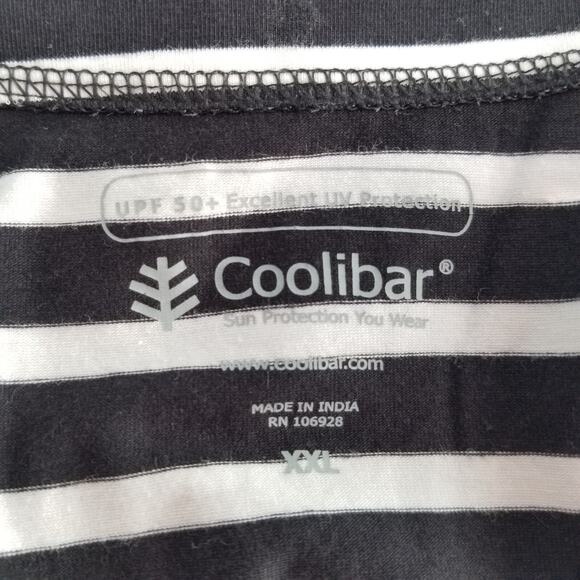 UPF 50+ Excellent UV Protection
Coolibar®
Sun Protection You Wear
www.coolibar.com
MADE IN INDIA
RN 106928
XXL